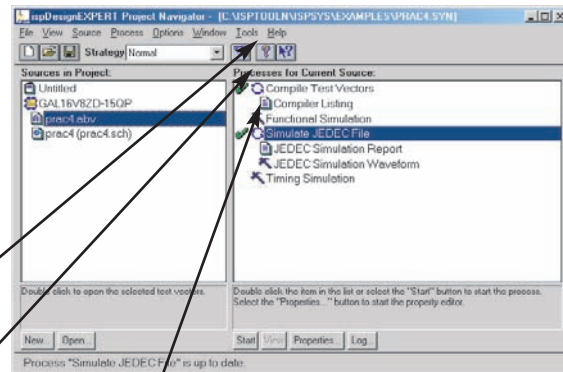 ispDesignEXPERT Project Navigator - [C:\ISPTOOLN\ISPSYS\EXAMPLES\PRAC4.SYN]
File View Source Process Options Window Tools Help
Strategy Normal
Sources in Project:
Untitled
GAL16V8ZD-15QP
prac4.abv
prac4 (prac4.sch)
Processes for Current Source:
Compile Test Vectors
Compiler Listing
Functional Simulation
Simulate JEDEC File
JEDEC Simulation Report
JEDEC Simulation Waveform
Timing Simulation
Double click to open the selected test vectors.
Double click the item in the list or select the "Start" button to start the process.
Select the "Properties..." button to start the property editor.
New... Open...
Start View Properties... Log...
Process "Simulate JEDEC File" is up to date.